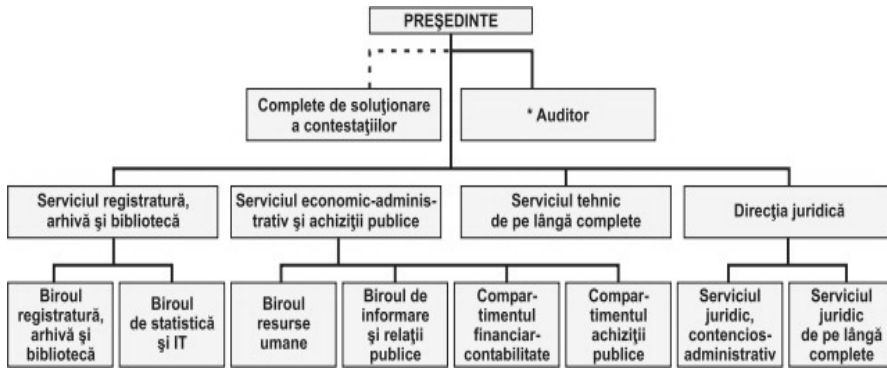 PREŞEDINTE
Complete de soluţionare
a contestaţiilor
* Auditor
Serviciul registratură,
arhivă şi bibliotecă
Serviciul economic-adminis-
trativ şi achiziţii publice
Serviciul tehnic
de pe lângă complete
Direcţia juridică
Biroul
registratură,
arhivă şi
bibliotecă
Biroul
de statistică
şi IT
Biroul
resurse
umane
Biroul de
informare
şi relaţii
publice
Compar-
timentul
financiar-
contabilitate
Compar-
timentul
achiziţii
publice
Serviciul
juridic,
contencios-
administrativ
Serviciul
juridic
de pe lângă
complete